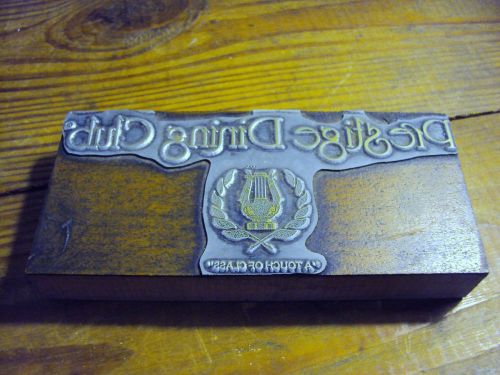 Prestige Dining Club®
"A TOUCH OF CLASS"